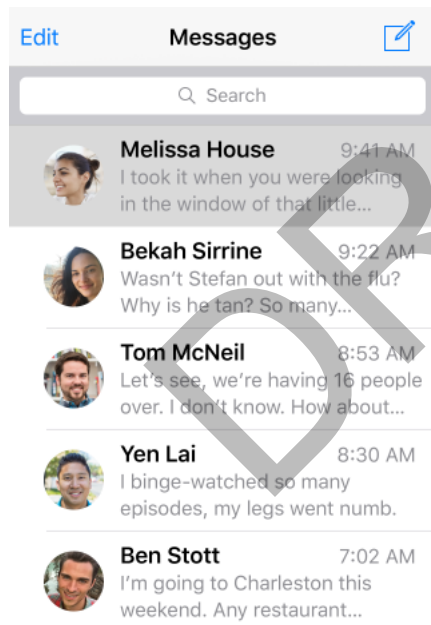 Edit Messages
Search
Melissa House 9:41 AM
I took it when you were looking
in the window of that little...
Bekah Sirrine 9:22 AM
Wasn't Stefan out with the flu?
Why is he tan? So many...
Tom McNeil 8:53 AM
Let's see, we're having 16 people
over. I don't know. How about...
Yen Lai 8:30 AM
I binge-watched so many
episodes, my legs went numb.
Ben Stott 7:02 AM
I'm going to Charleston this
weekend. Any restaurant...
DR